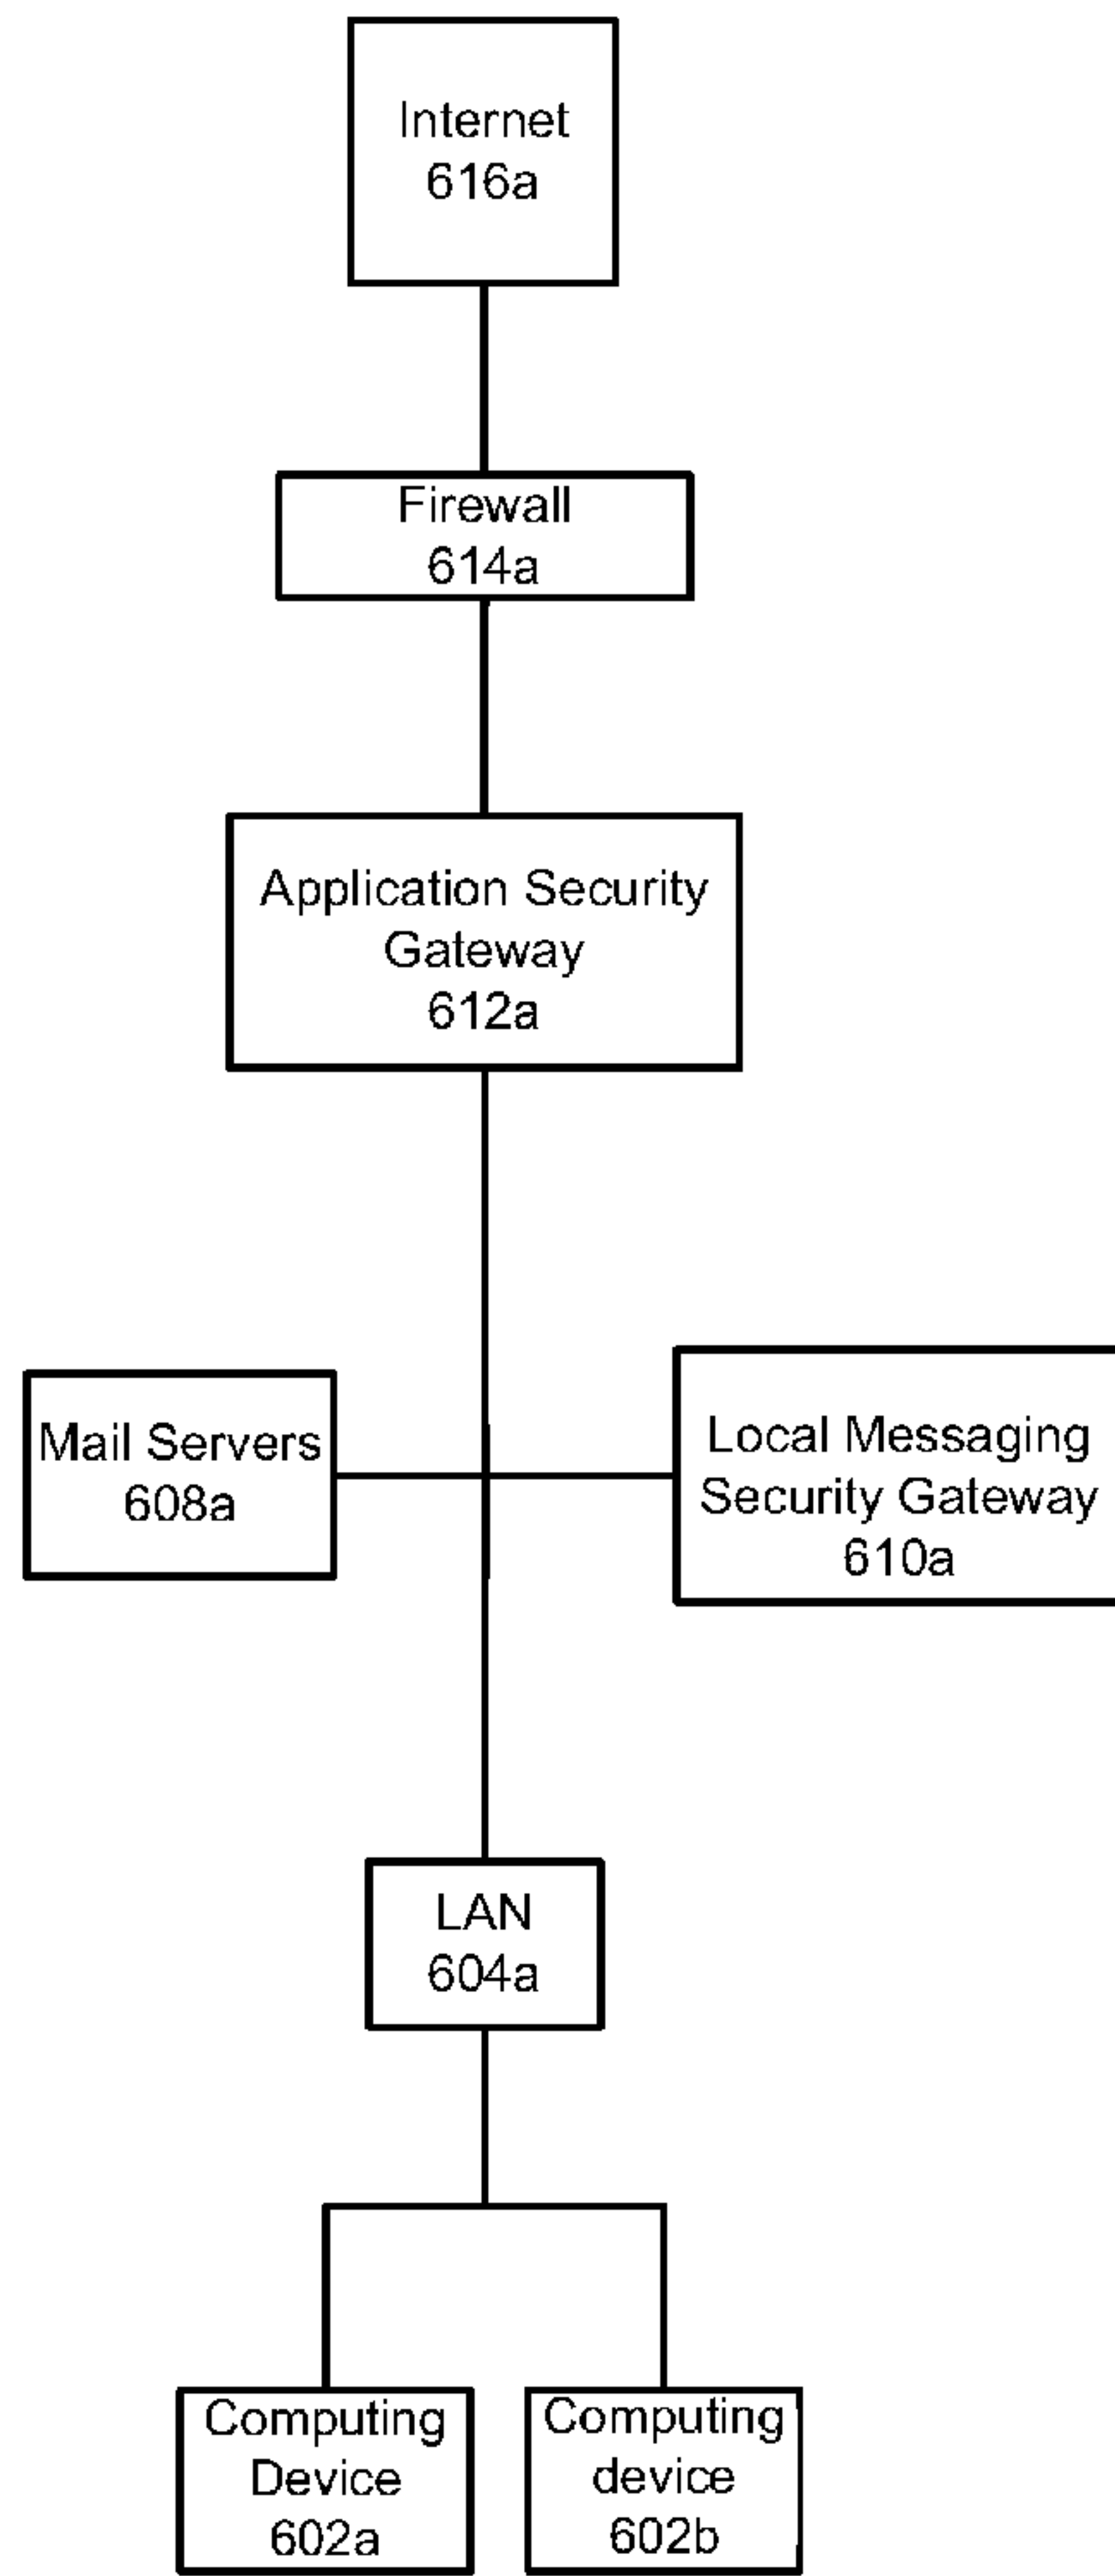 Internet
616a
Firewall
614a
Application Security
Gateway
612a
Mail Servers
608a
Local Messaging
Security Gateway
610a
LAN
604a
Computing
Device
602a
Computing
device
602b